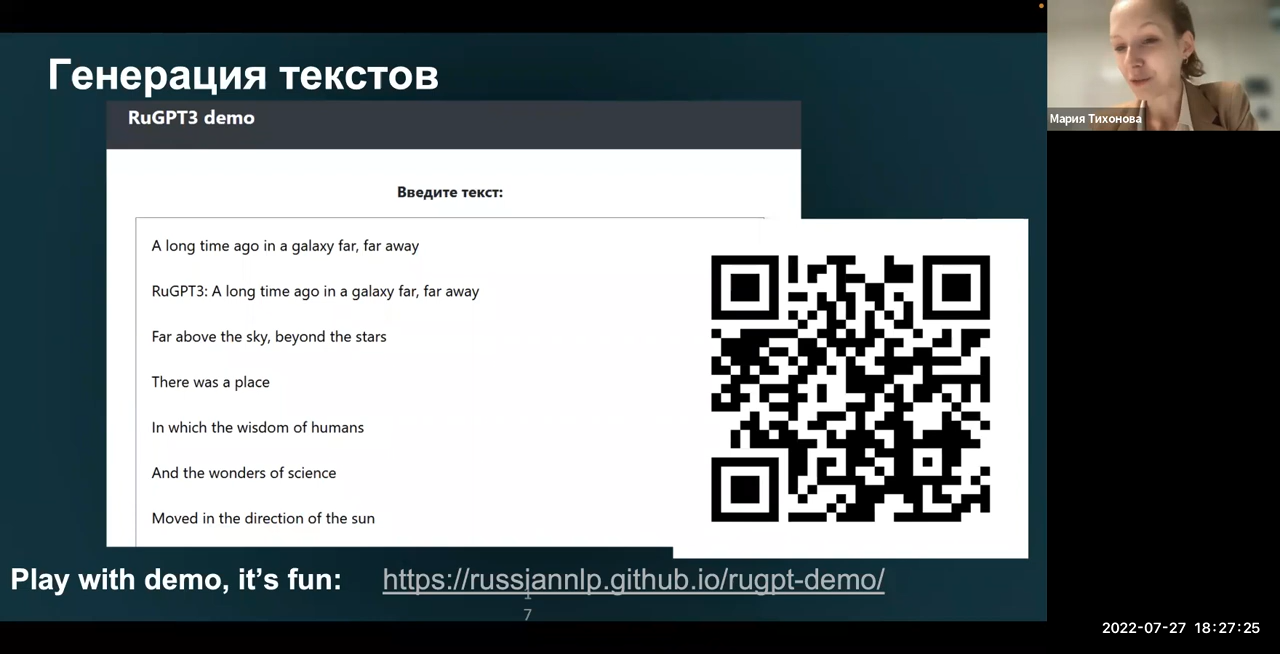 Генерация текстов
RuGPT3 demo
Введите текст:
A long time ago in a galaxy far, far away
RuGPT3: A long time ago in a galaxy far, far away
Far above the sky, beyond the stars
There was a place
In which the wisdom of humans
And the wonders of science
Moved in the direction of the sun
Play with demo, it’s fun: https://russiannlp.github.io/rugpt-demo/
1
7
Мария Тихонова
2022-07-27 18:27:25